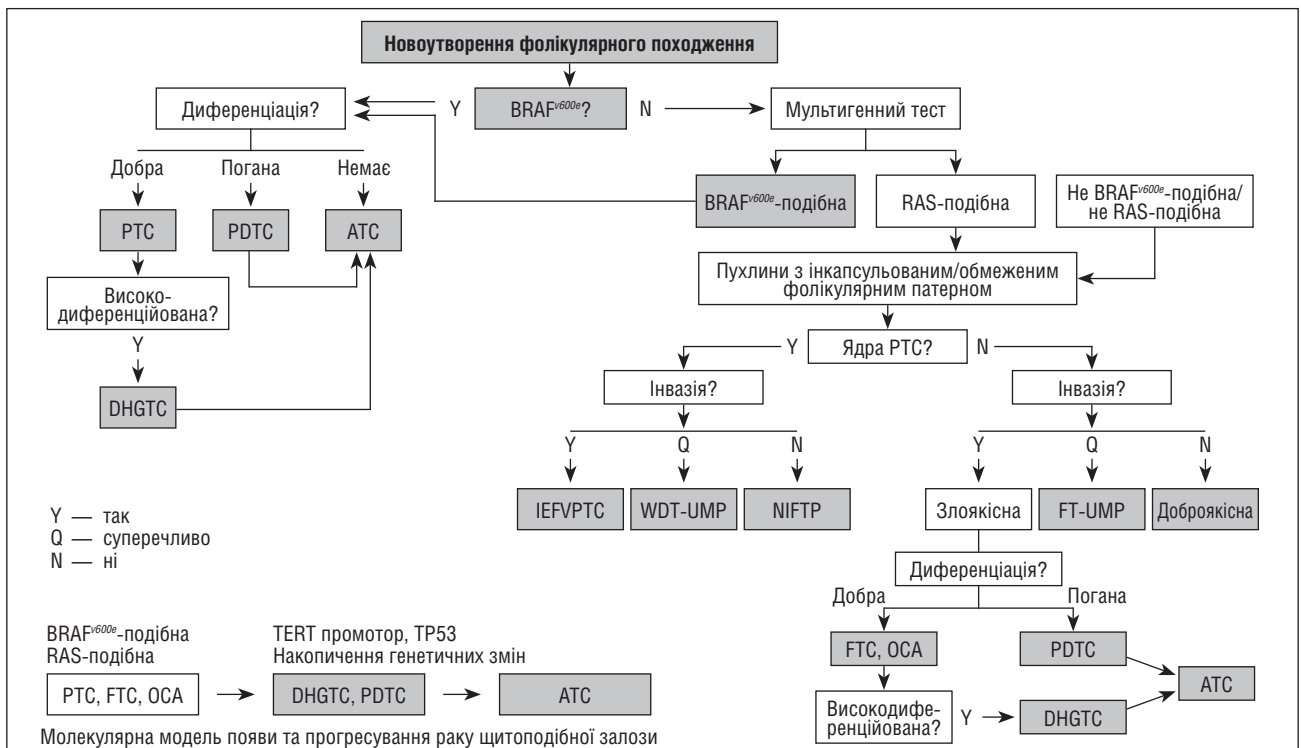 Новоутворення фолікулярного походження
Диференціація?
Y
BRAFv600e?
N
Мультигенний тест
Добра
Погана
Немає
PTC
PDTC
ATC
BRAFv600e-подібна
RAS-подібна
Не BRAFv600e-подібна/
не RAS-подібна
Високо-
диференційована?
Y
DHGTC
Пухлини з інкапсульованим/обмеженим
фолікулярним патерном
Y
Ядра PTC?
N
Інвазія?
Інвазія?
Y
Q
N
Y
Q
N
IEFVPTC
WDT-UMP
NIFTP
Злоякісна
FT-UMP
Доброякісна
Y — так
Q — суперечливо
N — ні
Диференціація?
Добра
Погана
FTC, OCA
PDTC
ATC
Високодифе-
ренційована?
Y
DHGTC
BRAFv600e-подібна
RAS-подібна
TERT промотор, TP53
Накопичення генетичних змін
PTC, FTC, OCA
DHGTC, PDTC
ATC
Молекулярна модель появи та прогресування раку щитоподібної залози